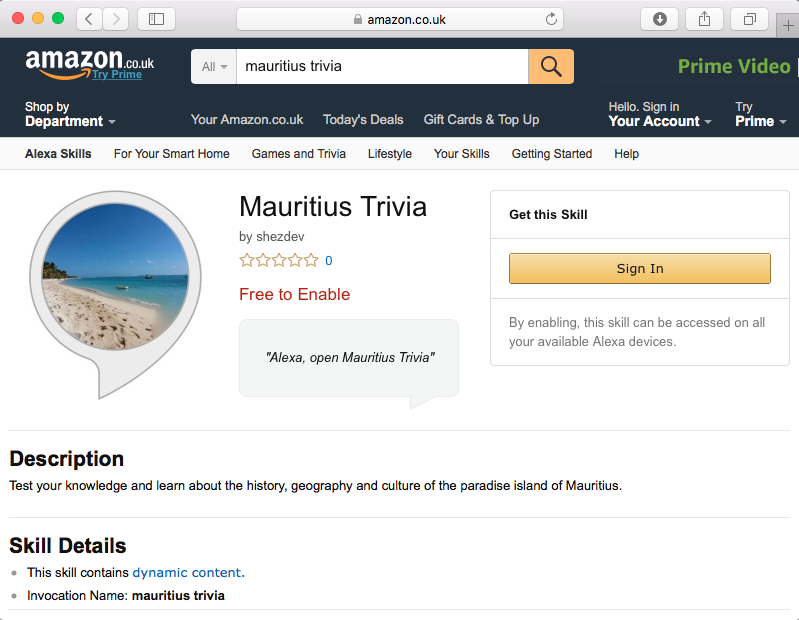 amazon.co.uk
amazon.co.uk
Try Prime
All
mauritius trivia
Prime Video
Shop by
Department
Your Amazon.co.uk
Today's Deals
Gift Cards & Top Up
Hello. Sign in
Your Account
Try
Prime
Alexa Skills
For Your Smart Home
Games and Trivia
Lifestyle
Your Skills
Getting Started
Help
Mauritius Trivia
by shezdev
0
Free to Enable
"Alexa, open Mauritius Trivia"
Get this Skill
Sign In
By enabling, this skill can be accessed on all
your available Alexa devices.
Description
Test your knowledge and learn about the history, geography and culture of the paradise island of Mauritius.
Skill Details
This skill contains dynamic content.
Invocation Name: mauritius trivia